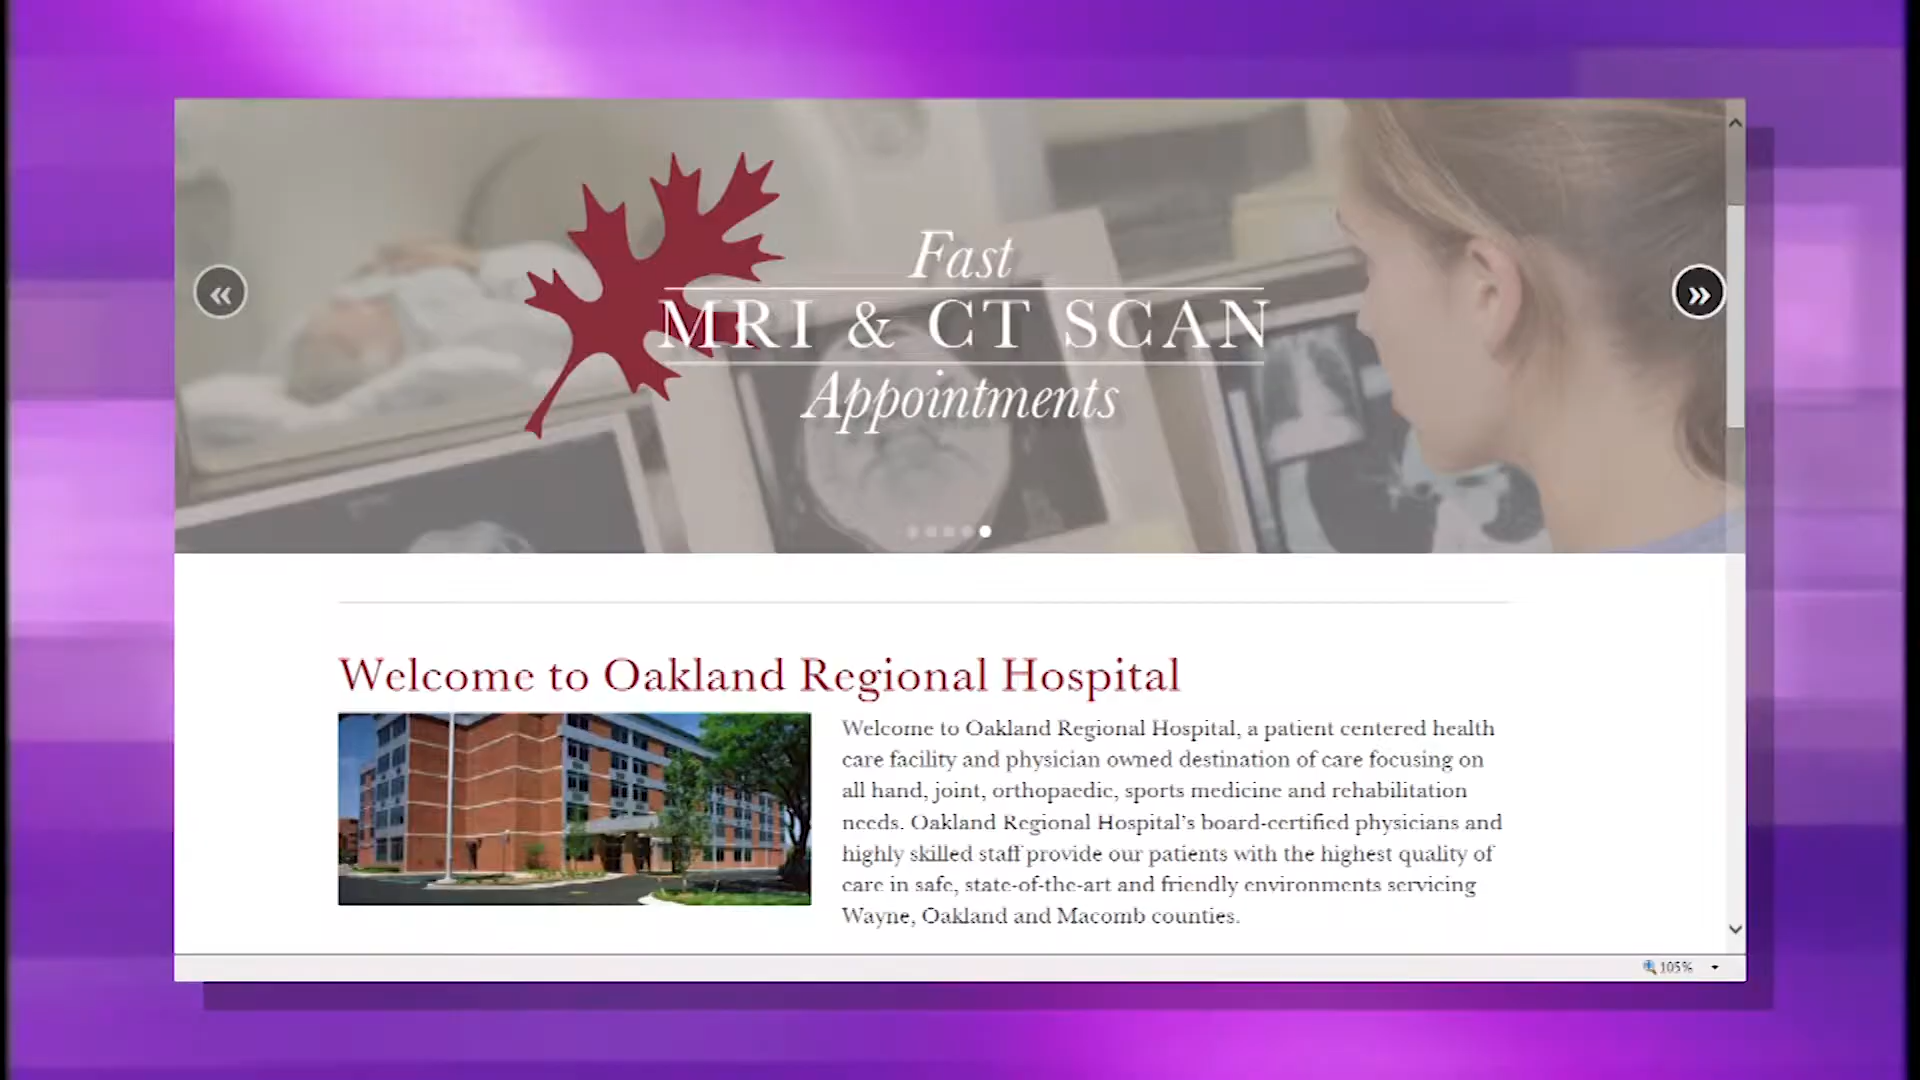 Fast
MRI & CT SCAN
Appointments
Welcome to Oakland Regional Hospital
Welcome to Oakland Regional Hospital, a patient centered health
care facility and physician owned destination of care focusing on
all hand, joint, orthopaedic, sports medicine and rehabilitation
needs. Oakland Regional Hospital's board-certified physicians and
highly skilled staff provide our patients with the highest quality of
care in safe, state-of-the-art and friendly environments servicing
Wayne, Oakland and Macomb counties.
105%